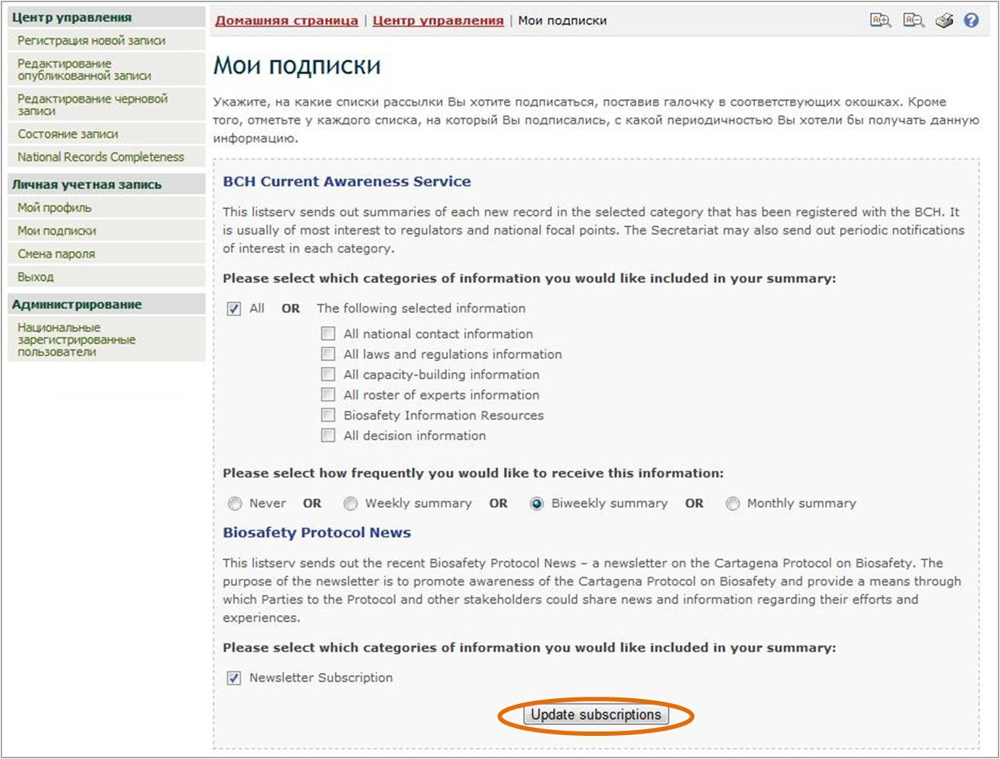 Центр управления
Регистрация новой записи
Редактирование
опубликованной записи
Редактирование черновой
записи
Состояние записи
National Records Completeness
Личная учетная запись
Мой профиль
Мои подписки
Смена пароля
Выход
Администрирование
Национальные
зарегистрированные
пользователи
Домашняя страница | Центр управления | Мои подписки
Мои подписки
Укажите, на какие списки рассылки Вы хотите подписаться, поставив галочку в соответствующих окошках. Кроме
того, отметьте у каждого списка, на который Вы подписались, с какой периодичностью Вы хотели бы получать данную
информацию.
BCH Current Awareness Service
This listserv sends out summaries of each new record in the selected category that has been registered with the BCH. It
is usually of most interest to regulators and national focal points. The Secretariat may also send out periodic notifications
of interest in each category.
Please select which categories of information you would like included in your summary:
All OR The following selected information
All national contact information
All laws and regulations information
All capacity-building information
All roster of experts information
Biosafety Information Resources
All decision information
Please select how frequently you would like to receive this information:
Never OR Weekly summary OR Biweekly summary OR Monthly summary
Biosafety Protocol News
This listserv sends out the recent Biosafety Protocol News – a newsletter on the Cartagena Protocol on Biosafety. The
purpose of the newsletter is to promote awareness of the Cartagena Protocol on Biosafety and provide a means through
which Parties to the Protocol and other stakeholders could share news and information regarding their efforts and
experiences.
Please select which categories of information you would like included in your summary:
Newsletter Subscription
Update subscriptions